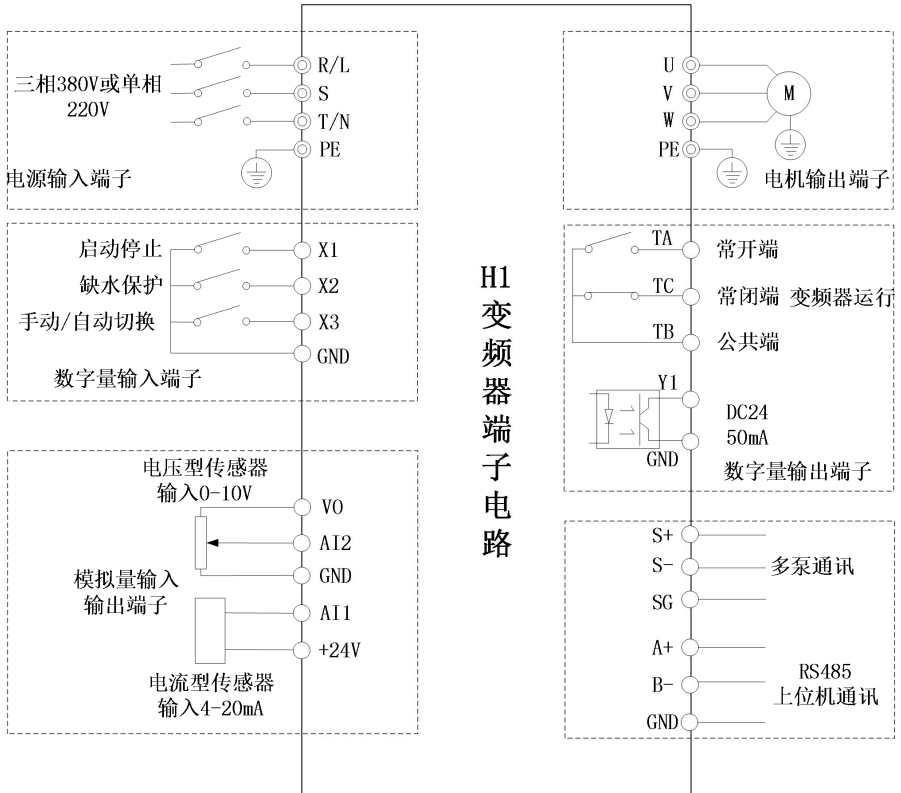 三相380V或单相
220V
R/L
S
T/N
PE
电源输入端子
启动停止
X1
缺水保护
X2
手动/自动切换
X3
GND
数字量输入端子
电压型传感器
输入0-10V
VO
AI2
GND
模拟量输入
输出端子
AI1
+24V
电流型传感器
输入4-20mA
H1
变
频
器
端
子
电
路
U
V
W
M
PE
电机输出端子
TA
常开端
TC
常闭端 变频器运行
TB
公共端
Y1
DC24
50mA
GND
数字量输出端子
S+
S-
多泵通讯
SG
A+
B-
RS485
上位机通讯
GND